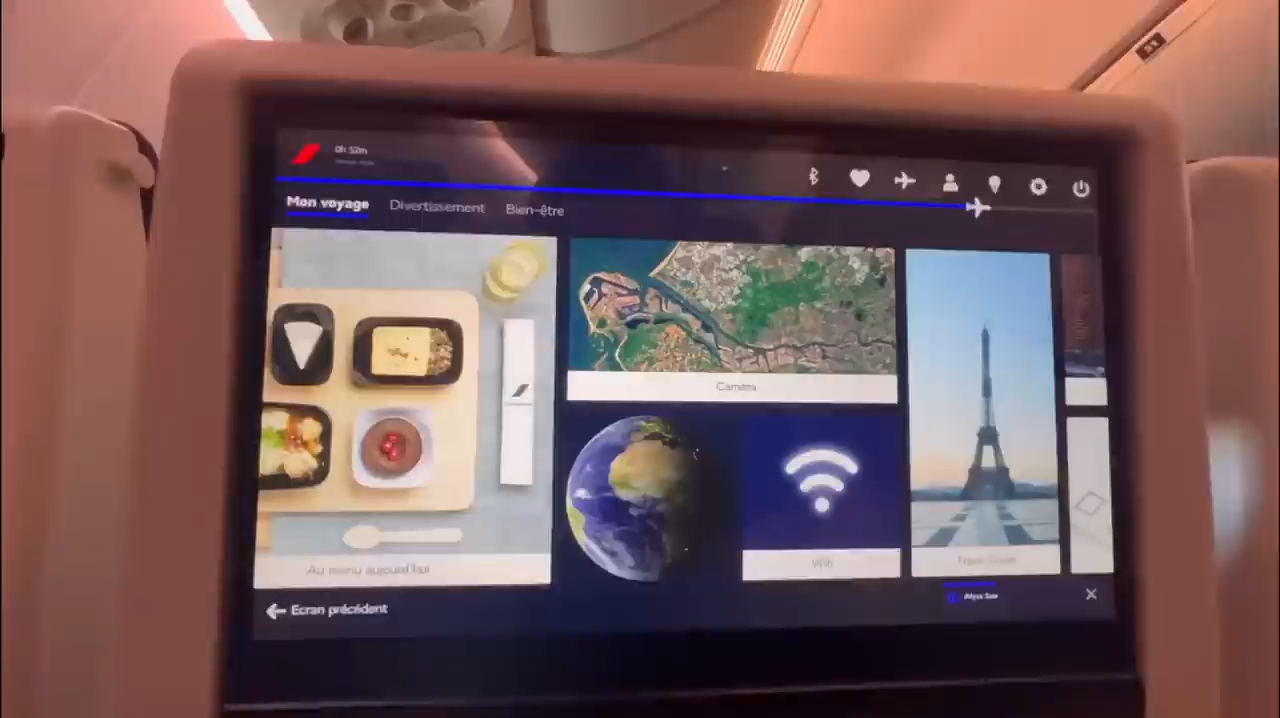 0h 52m
Mon voyage
Divertissement
Bien-être
Caméra
Wifi
Au menu aujourd'hui
Travel Guide
Ecran précédent